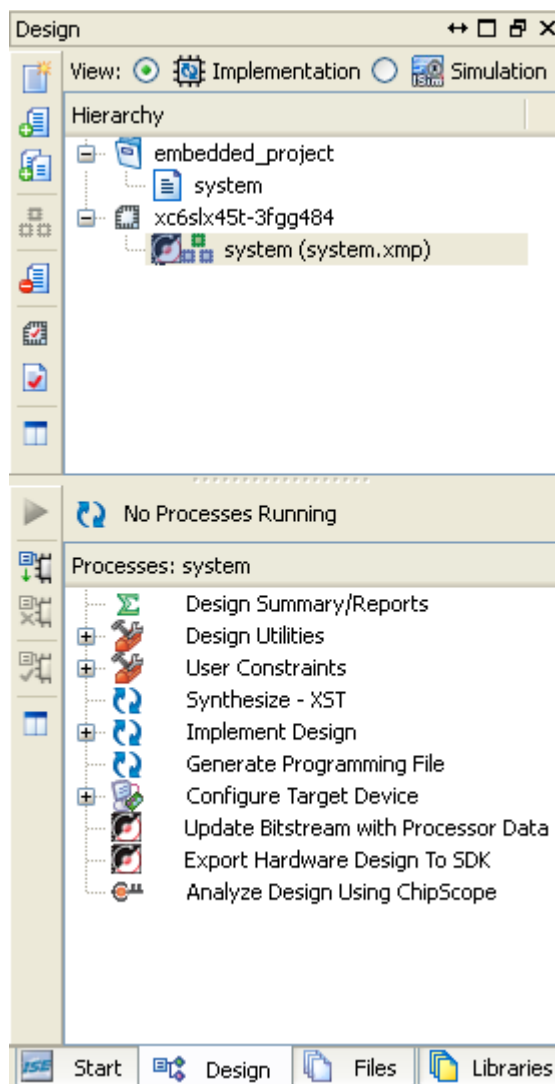 Design
View: Implementation Simulation
Hierarchy
embedded_project
system
xc6slx45t-3fgg484
system (system.xmp)
No Processes Running
Processes: system
Design Summary/Reports
Design Utilities
User Constraints
Synthesize - XST
Implement Design
Generate Programming File
Configure Target Device
Update Bitstream with Processor Data
Export Hardware Design To SDK
Analyze Design Using ChipScope
ISE Start Design Files Libraries